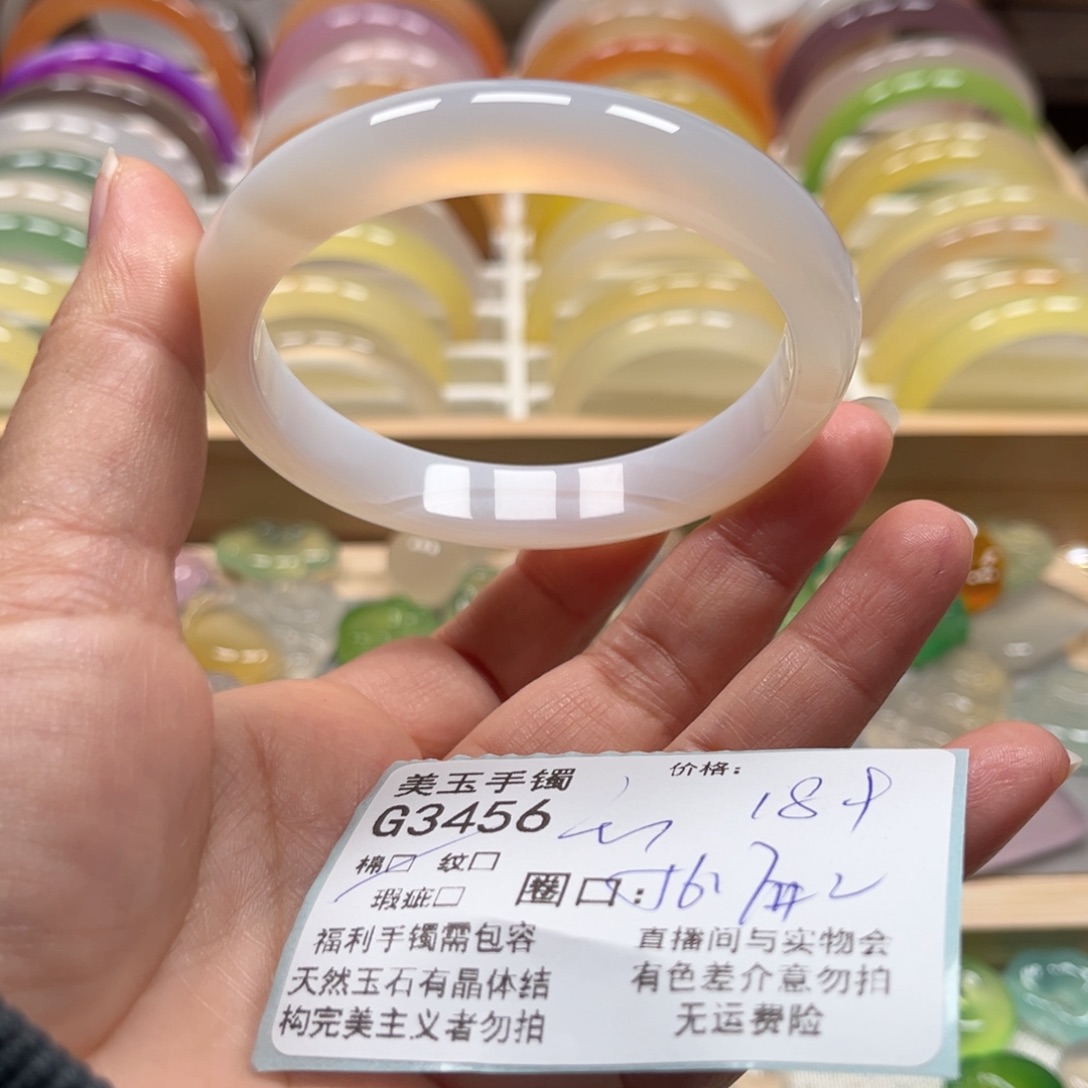 美玉手镯 价格:
G3456 189
棉□ 纹□
瑕疵□ 圈口: 56
福利手镯需包容
天然玉石有晶体结
构完美主义者勿拍
直播间与实物会
有色差介意勿拍
无运费险